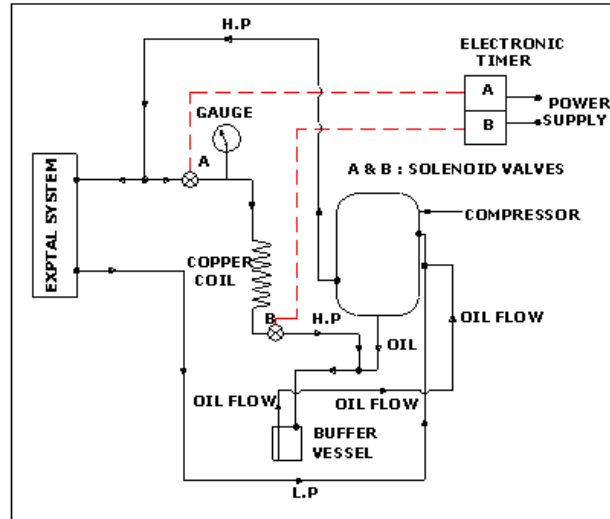 H.P
ELECTRONIC
TIMER
A
B
POWER
SUPPLY
GAUGE
A
A & B : SOLENOID VALVES
EXPTAL SYSTEM
COMPRESSOR
COPPER
COIL
B
H.P
OIL
OIL FLOW
OIL FLOW
OIL FLOW
BUFFER
VESSEL
L.P